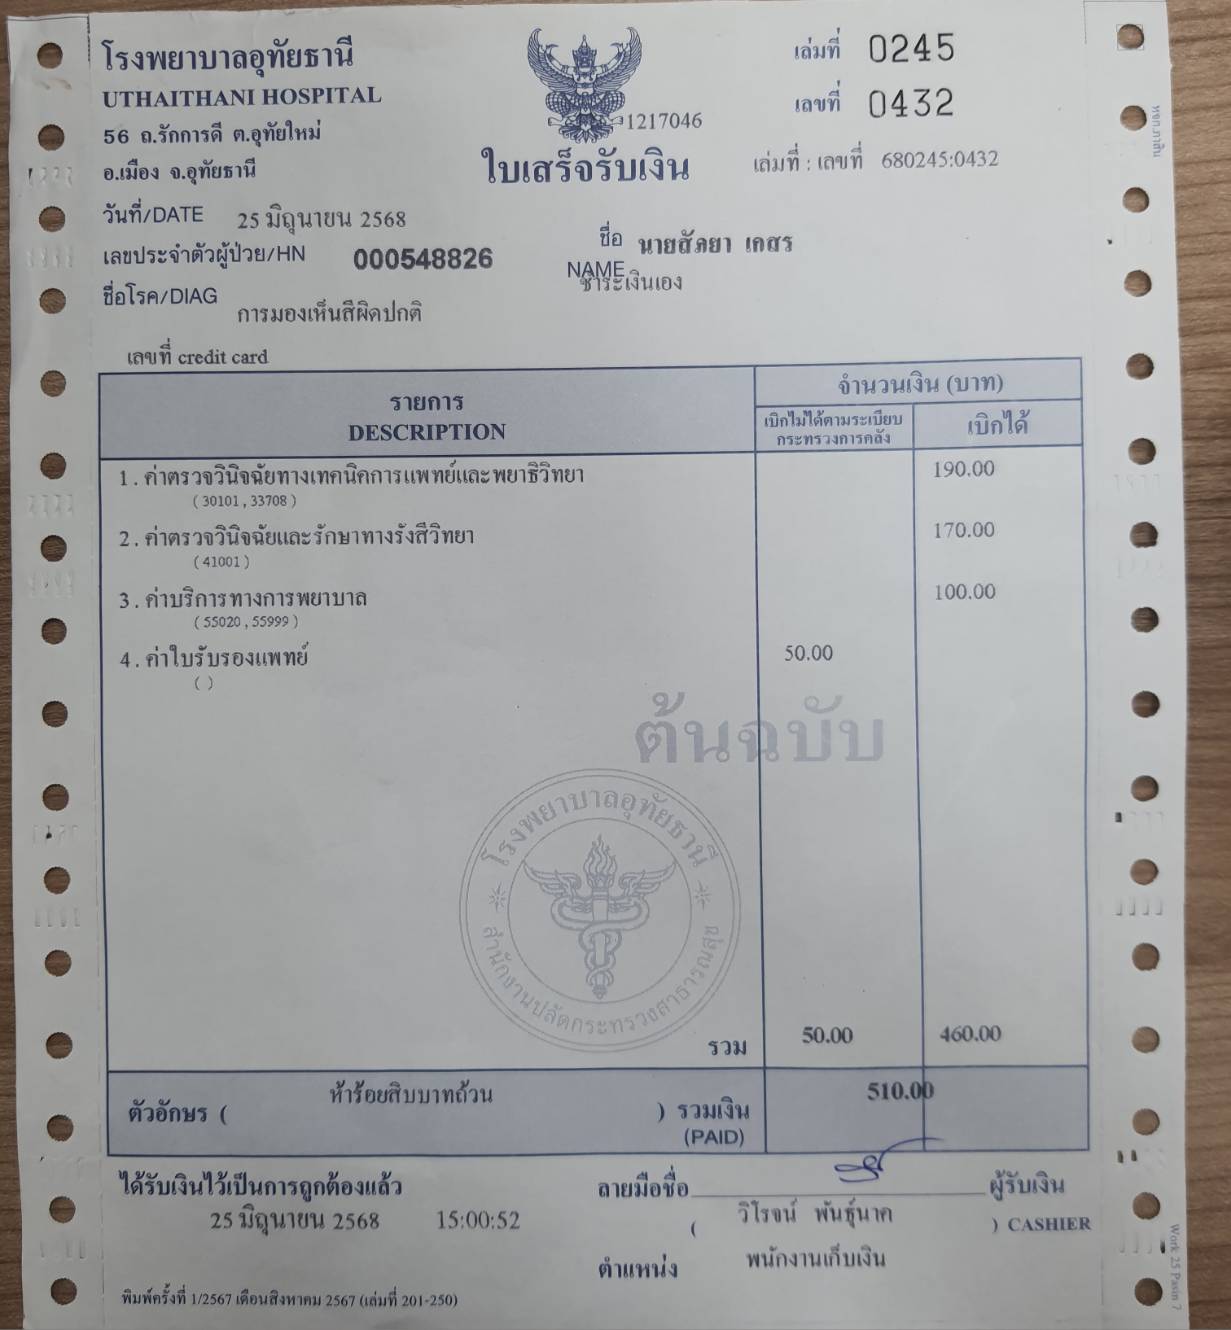 โรงพยาบาลอุทัยธานี
UTHAITHANI HOSPITAL
56 ถ.รักการดี ต.อุทัยใหม่
อ.เมือง จ.อุทัยธานี
1217046
ใบเสร็จรับเงิน
เล่มที่ 0245
เลขที่ 0432
เล่มที่ : เลขที่ 680245:0432
วันที่/DATE 25 มิถุนายน 2568
เลขประจำตัวผู้ป่วย/HN 000548826
ชื่อ นายสัภยา เกสร
NAME ชำระเงินเอง
ชื่อโรค/DIAG การมองเห็นสีผิดปกติ
เลขที่ credit card
รายการ
DESCRIPTION
จำนวนเงิน (บาท)
เบิกไม่ได้ตามระเบียบ
กระทรวงการคลัง
เบิกได้
1 . ค่าตรวจวินิจฉัยทางเทคนิคการแพทย์และพยาธิวิทยา 190.00
( 30101 , 33708 )
2 . ค่าตรวจวินิจฉัยและรักษาทางรังสีวิทยา 170.00
( 41001 )
3 . ค่าบริการทางการพยาบาล 100.00
( 55020 , 55999 )
4 . ค่าใบรับรองแพทย์ 50.00
( )
ต้นฉบับ
โรงพยาบาลอุทัยธานี
สำนักงานปลัดกระทรวงสาธารณสุข
รวม 50.00 460.00
ตัวอักษร ( ห้าร้อยสิบบาทถ้วน ) รวมเงิน 510.00
(PAID)
ได้รับเงินไว้เป็นการถูกต้องแล้ว
25 มิถุนายน 2568 15:00:52
ลายมือชื่อ ผู้รับเงิน
( วิโรจน์ พันธุ์นาค ) CASHIER
ตำแหน่ง พนักงานเก็บเงิน
พิมพ์ครั้งที่ 1/2567 เดือนสิงหาคม 2567 (เล่มที่ 201-250)